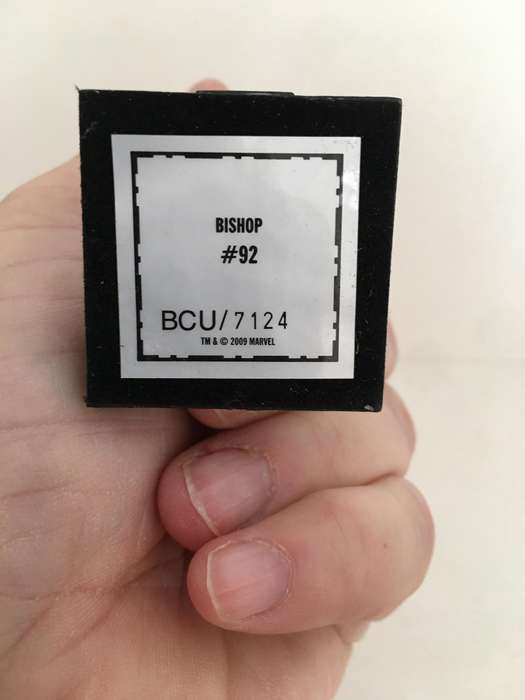 BISHOP
#92
BCU/7124
TM & © 2009 MARVEL